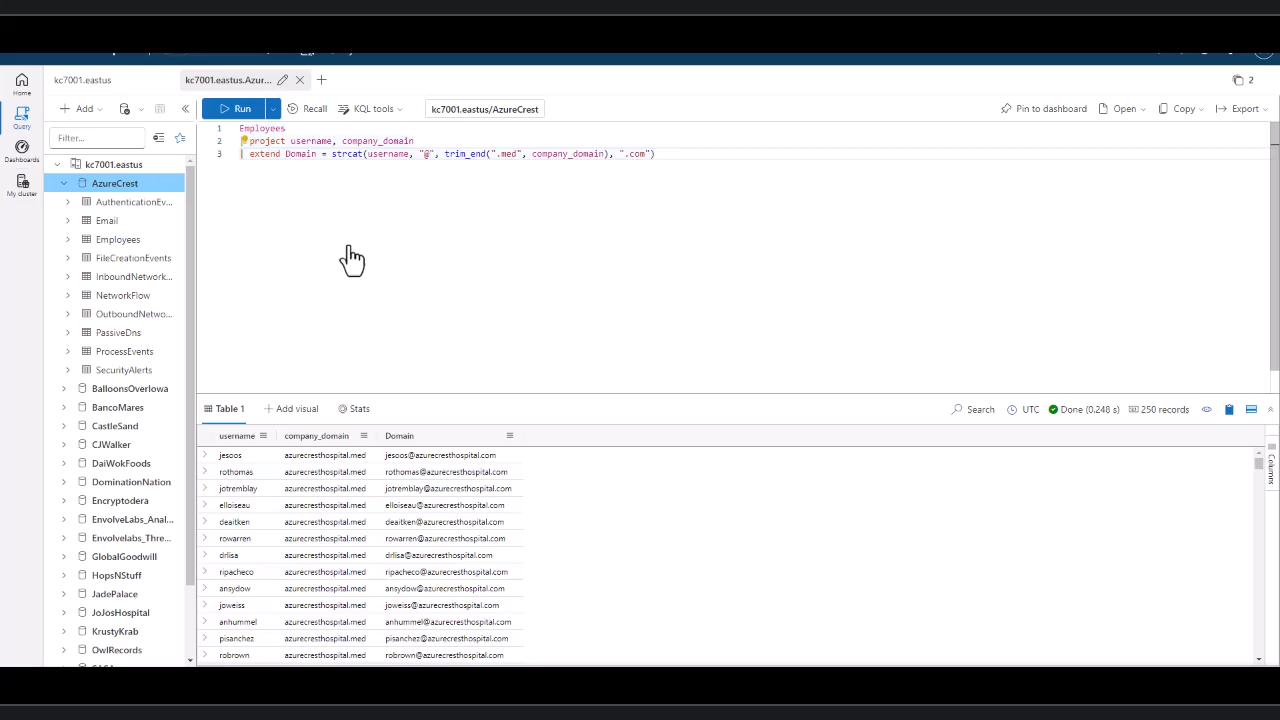 kc7001.eastus
kc7001.eastus.Azur...
2
Home
Add
Run
Recall
KQL tools
kc7001.eastus/AzureCrest
Pin to dashboard
Open
Copy
Export
Query
Filter...
Dashboards
My cluster
1 Employees
2 | project username, company_domain
3 | extend Domain = strcat(username, "@", trim_end(".med", company_domain), ".com")
kc7001.eastus
AzureCrest
AuthenticationEv...
Email
Employees
FileCreationEvents
InboundNetwork...
NetworkFlow
OutboundNetwo...
PassiveDns
ProcessEvents
SecurityAlerts
BalloonsOverIowa
BancoMares
CastleSand
CJWalker
DaiWokFoods
DominationNation
Encryptodera
EnvolveLabs_Anal...
Envolvelabs_Thre...
GlobalGoodwill
HopsNStuff
JadePalace
JoJosHospital
KrustyKrab
OwlRecords
Table 1
Add visual
Stats
Search
UTC
Done (0.248 s)
250 records
Columns
username company_domain Domain
jesoos azurecresthospital.med jesoos@azurecresthospital.com
rothomas azurecresthospital.med rothomas@azurecresthospital.com
jotremblay azurecresthospital.med jotremblay@azurecresthospital.com
elloiseau azurecresthospital.med elloiseau@azurecresthospital.com
deaitken azurecresthospital.med deaitken@azurecresthospital.com
rowarren azurecresthospital.med rowarren@azurecresthospital.com
drlisa azurecresthospital.med drlisa@azurecresthospital.com
ripacheco azurecresthospital.med ripacheco@azurecresthospital.com
ansydow azurecresthospital.med ansydow@azurecresthospital.com
joweiss azurecresthospital.med joweiss@azurecresthospital.com
anhummel azurecresthospital.med anhummel@azurecresthospital.com
pisanchez azurecresthospital.med pisanchez@azurecresthospital.com
robrown azurecresthospital.med robrown@azurecresthospital.com